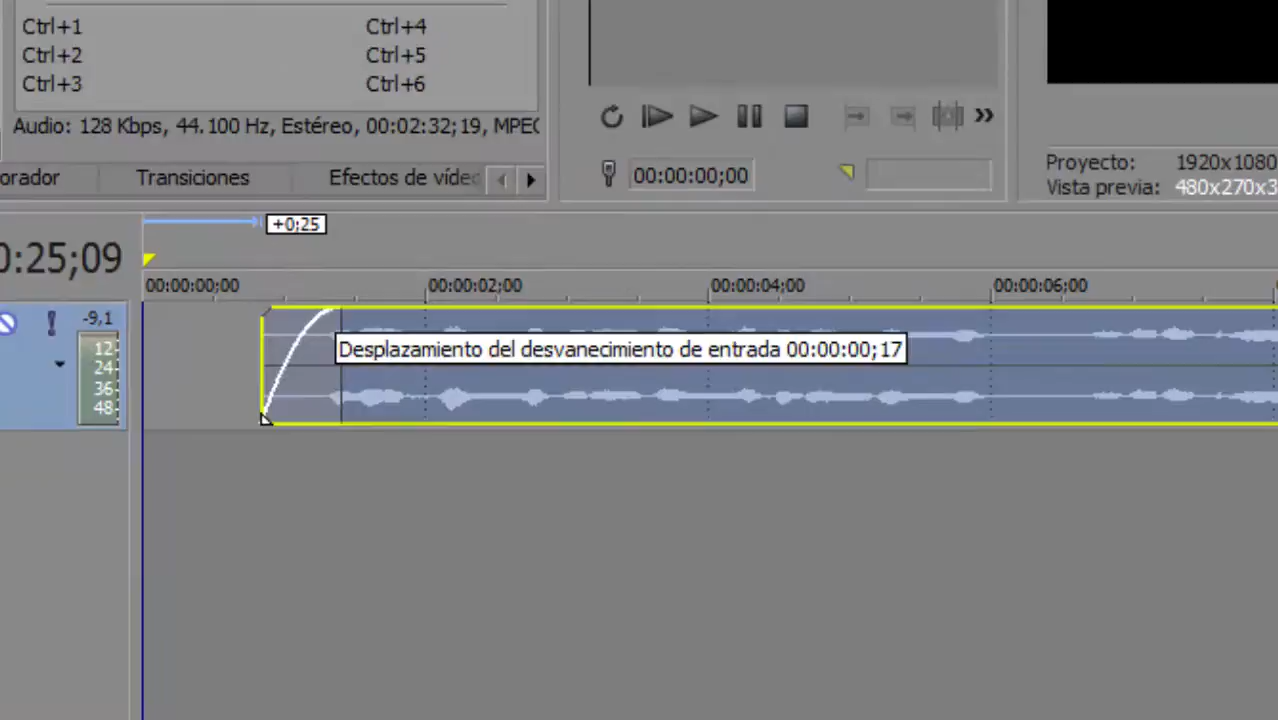 Ctrl+1 Ctrl+4
Ctrl+2 Ctrl+5
Ctrl+3 Ctrl+6
Audio: 128 Kbps, 44.100 Hz, Estéreo, 00:02:32;19, MPEG
orador Transiciones Efectos de vídeo
00:00:00;00
Proyecto: 1920x1080
Vista previa: 480x270x3
+0;25
0:25;09
00:00:00;00 00:00:02;00 00:00:04;00 00:00:06;00
-9,1
12
24
36
48
Desplazamiento del desvanecimiento de entrada 00:00:00;17